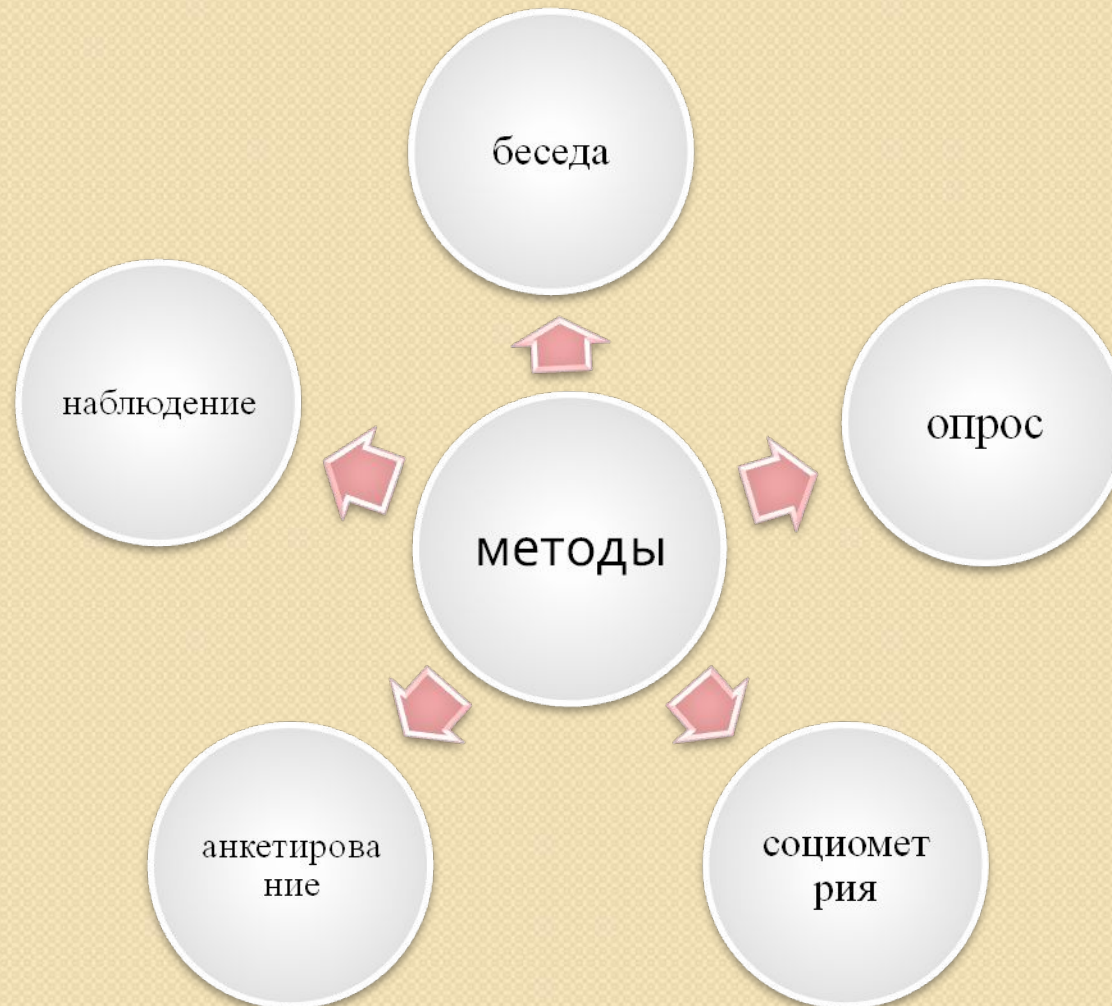 беседа
наблюдение
опрос
методы
анкетирова
ние
социомет
рия